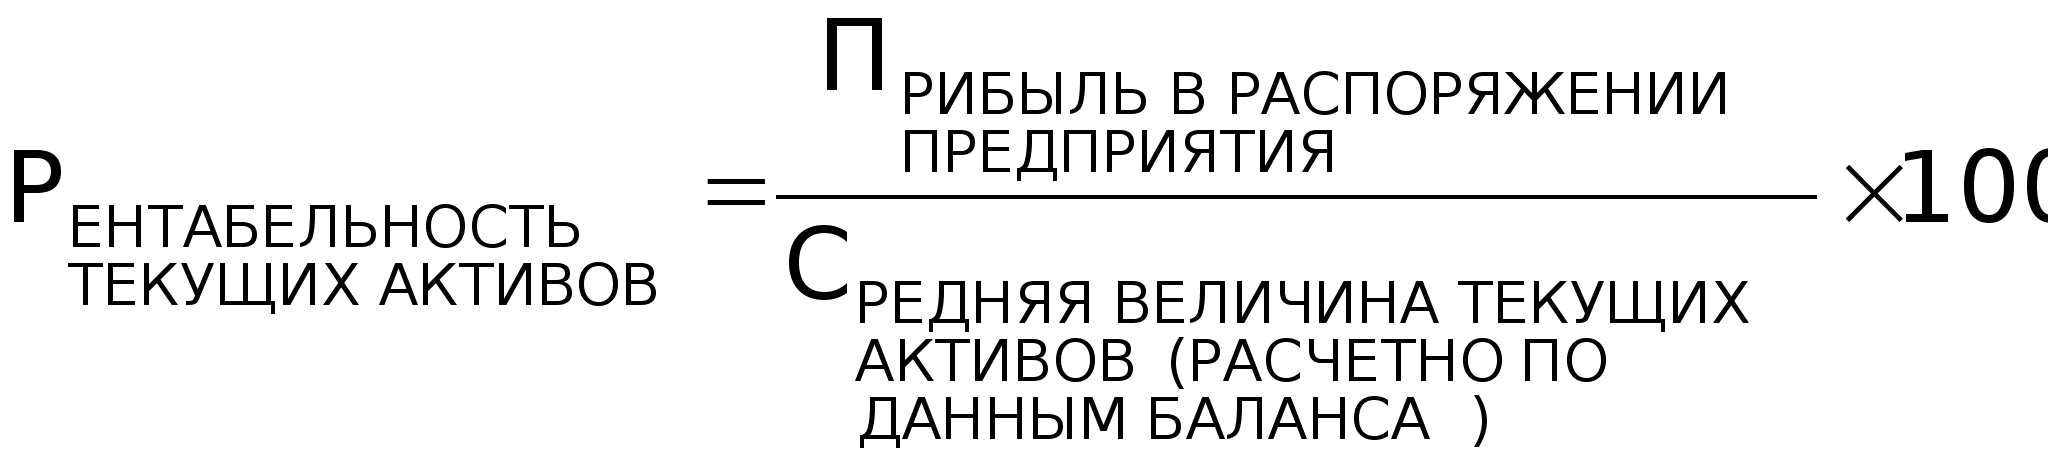 РЕНТАБЕЛЬНОСТЬ
ТЕКУЩИХ АКТИВОВ
=
ПРИБЫЛЬ В РАСПОРЯЖЕНИИ
ПРЕДПРИЯТИЯ
СРЕДНЯЯ ВЕЛИЧИНА ТЕКУЩИХ
АКТИВОВ (РАСЧЕТНО ПО
ДАННЫМ БАЛАНСА )
×100